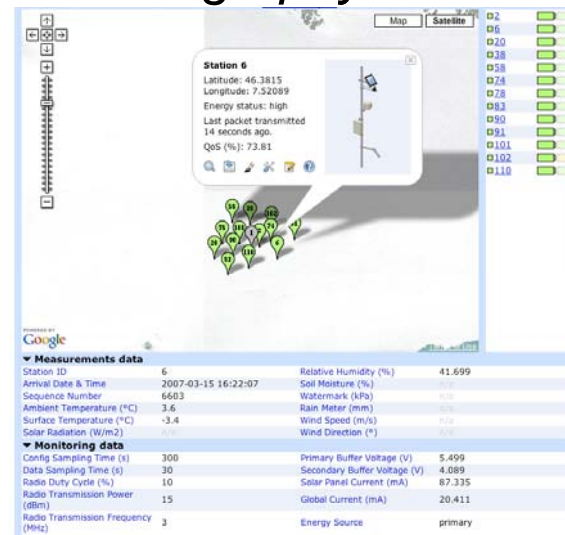 Map Satellite
Station 6
Latitude: 46.3815
Longitude: 7.52089
Energy status: high
Last packet transmitted
14 seconds ago.
QoS (%): 73.81
2
6
20
38
58
74
78
83
90
91
101
102
110
POWERED BY
Google
Measurements data
Station ID 6 Relative Humidity (%) 41.699
Arrival Date & Time 2007-03-15 16:22:07 Soil Moisture (%) n/a
Sequence Number 6603 Watermark (kPa) n/a
Ambient Temperature (°C) 3.6 Rain Meter (mm) n/a
Surface Temperature (°C) -3.4 Wind Speed (m/s) n/a
Solar Radiation (W/m2) n/a Wind Direction (°) n/a
Monitoring data
Config Sampling Time (s) 300 Primary Buffer Voltage (V) 5.499
Data Sampling Time (s) 30 Secondary Buffer Voltage (V) 4.089
Radio Duty Cycle (%) 10 Solar Panel Current (mA) 87.335
Radio Transmission Power
(dBm) 15 Global Current (mA) 20.411
Radio Transmission Frequency
(MHz) 3 Energy Source primary